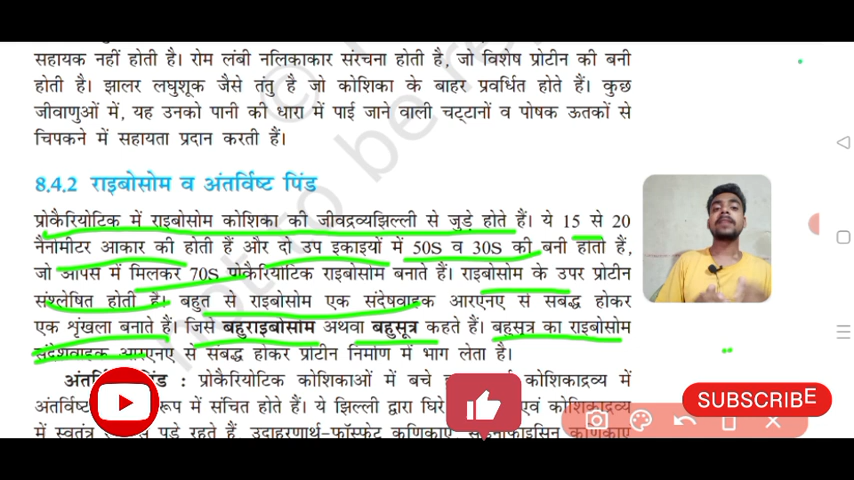 सहायक नहीं होती है। रोम लंबी नलिकाकार संरचना होती है, जो विशेष प्रोटीन की बनी
होती है। झालर लघुशूक जैसे तंतु है जो कोशिका के बाहर प्रवर्धित होते हैं। कुछ
जीवाणुओं में, यह उनको पानी की धारा में पाई जाने वाली चट्टानों व पोषक ऊतकों से
चिपकने में सहायता प्रदान करती हैं।
8.4.2 राइबोसोम व अंतर्विष्ट पिंड
प्रोकैरियोटिक में राइबोसोम कोशिका की जीवद्रव्यझिल्ली से जुड़े होते हैं। ये 15 से 20
नैनोमीटर आकार की होती हैं और दो उप इकाइयों में 50S व 30S की बनी होती हैं,
जो आपस में मिलकर 70S प्रोकैरियोटिक राइबोसोम बनाते हैं। राइबोसोम के उपर प्रोटीन
संश्लेषित होती है। बहुत से राइबोसोम एक संदेषवाहक आरएनए से संबद्ध होकर
एक शृंखला बनाते हैं। जिसे बहुराइबोसोम अथवा बहुसूत्र कहते हैं। बहुसूत्र का राइबोसोम
संदेशवाहक आरएनए से संबद्ध होकर प्रोटीन निर्माण में भाग लेता है।
पिंड : प्रोकैरियोटिक कोशिकाओं में बचे कोशिकाद्रव्य में
रूप में संचित होते हैं। ये झिल्ली द्वारा घिरे एवं कोशिकाद्रव्य
में स्वतंत्र रूप से पड़े रहते हैं, उदाहरणार्थ-फॉस्फेट कणिकाएं, कणिकाएं
SUBSCRIBE